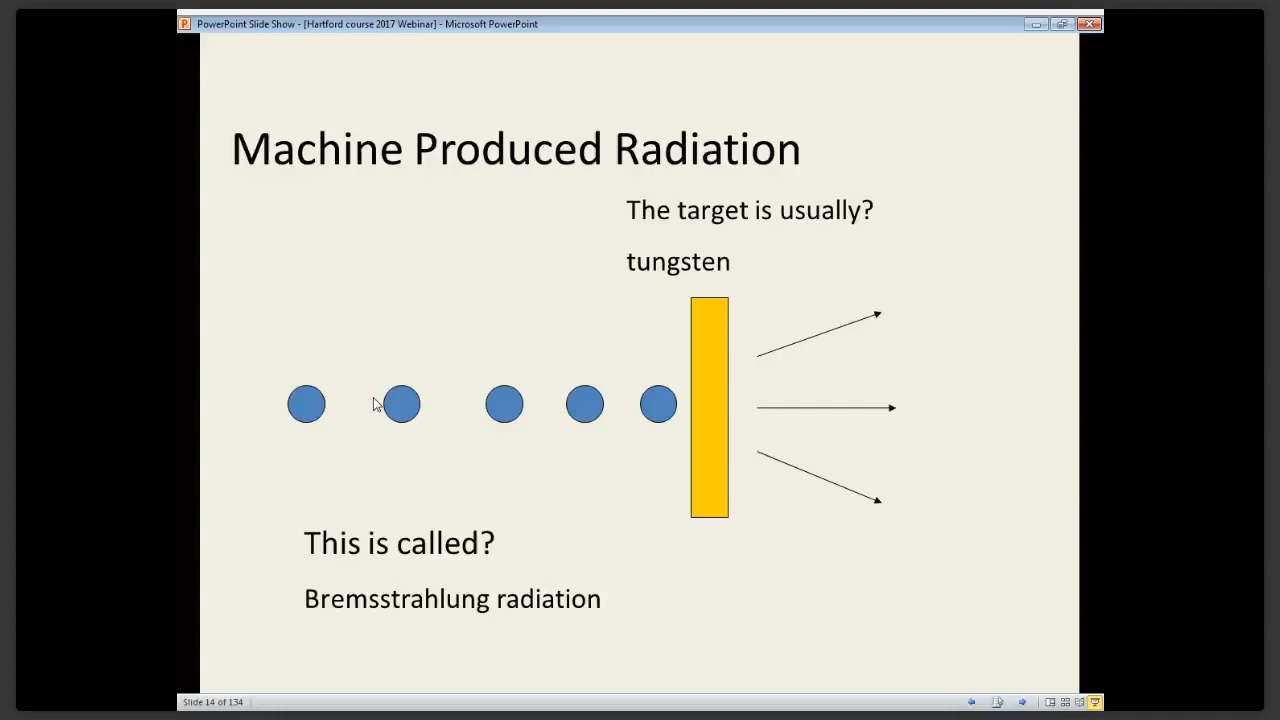 PowerPoint Slide Show - [Hartford course 2017 Webinar] - Microsoft PowerPoint
Machine Produced Radiation
The target is usually?
tungsten
This is called?
Bremsstrahlung radiation
Slide 14 of 134